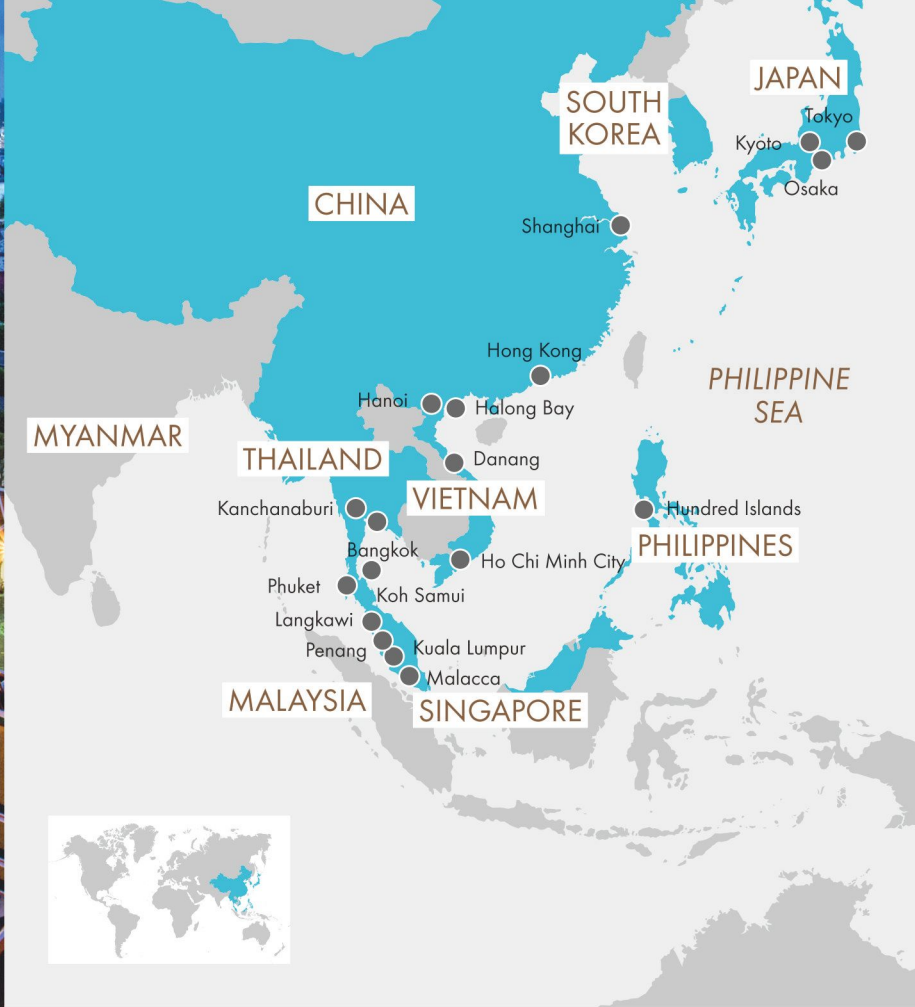 JAPAN
SOUTH
KOREA
Tokyo
Kyoto
Osaka
CHINA
Shanghai
Hong Kong
PHILIPPINE
SEA
Hanoi
Halong Bay
MYANMAR
THAILAND
Danang
VIETNAM
Kanchanaburi
Hundred Islands
Bangkok
PHILIPPINES
Ho Chi Minh City
Phuket
Koh Samui
Langkawi
Penang
Kuala Lumpur
Malacca
MALAYSIA
SINGAPORE